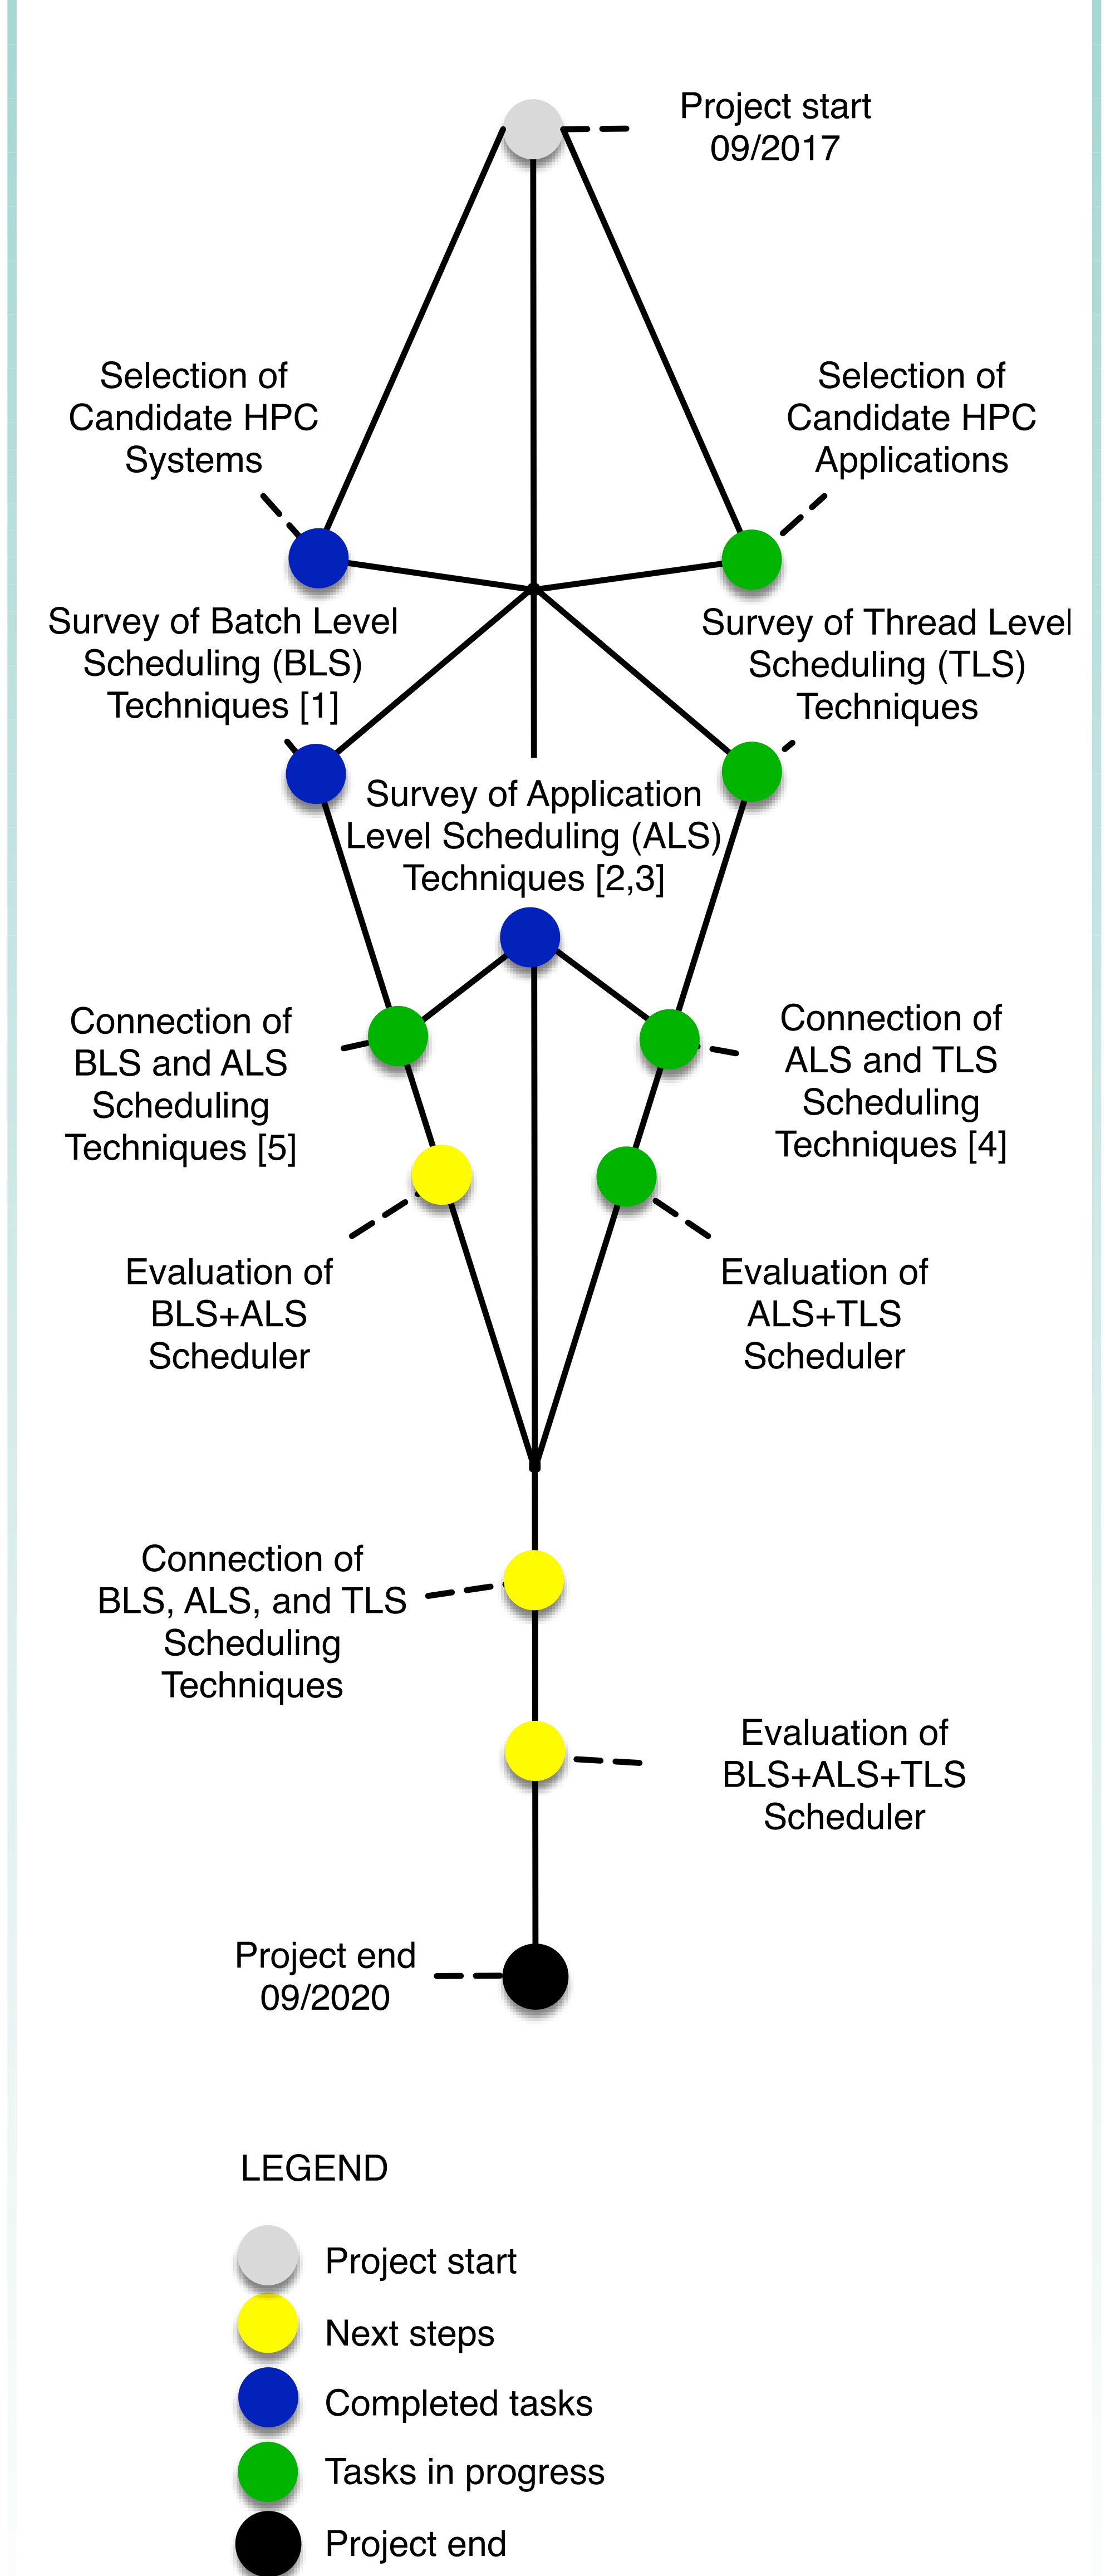 Project start
09/2017
Selection of
Candidate HPC
Systems
Selection of
Candidate HPC
Applications
Survey of Batch Level
Scheduling (BLS)
Techniques [1]
Survey of Thread Level
Scheduling (TLS)
Techniques
Survey of Application
Level Scheduling (ALS)
Techniques [2,3]
Connection of
BLS and ALS
Scheduling
Techniques [5]
Connection of
ALS and TLS
Scheduling
Techniques [4]
Evaluation of
BLS+ALS
Scheduler
Evaluation of
ALS+TLS
Scheduler
Connection of
BLS, ALS, and TLS
Scheduling
Techniques
Evaluation of
BLS+ALS+TLS
Scheduler
Project end
09/2020
LEGEND
Project start
Next steps
Completed tasks
Tasks in progress
Project end